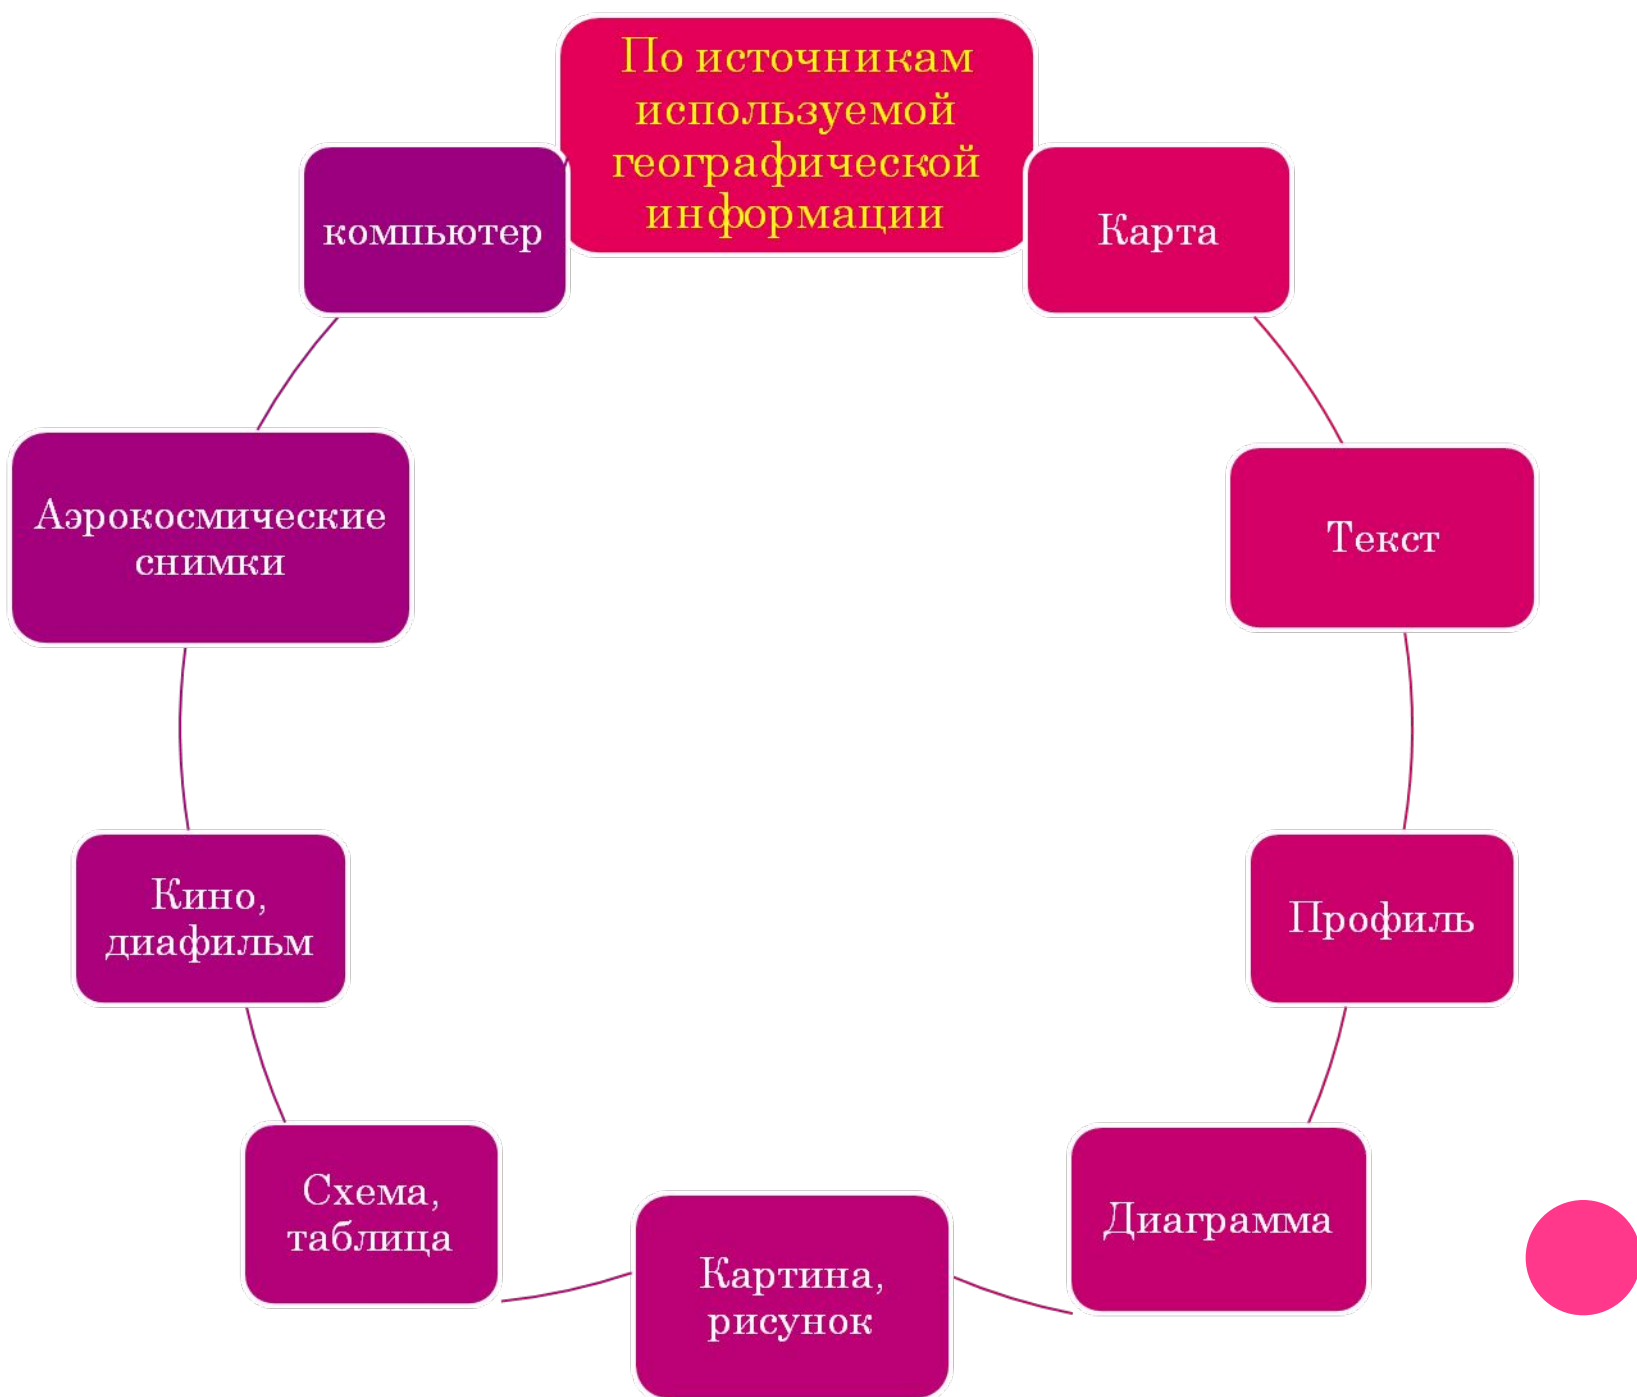 По источникам
используемой
географической
информации
Карта
Текст
Профиль
Диаграмма
Картина,
рисунок
Схема,
таблица
Кино,
диафильм
Аэрокосмические
снимки
компьютер